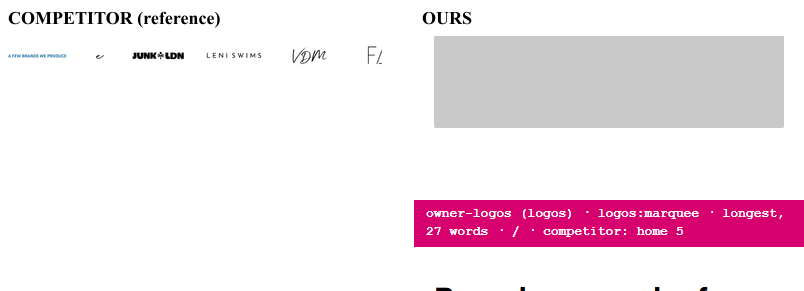 COMPETITOR (reference)
OURS
A FEW BRANDS WE PRODUCE
e
JUNK LDN
LENI SWIMS
VDM
owner-logos (logos) · logos:marquee · longest,
27 words · / · competitor: home 5